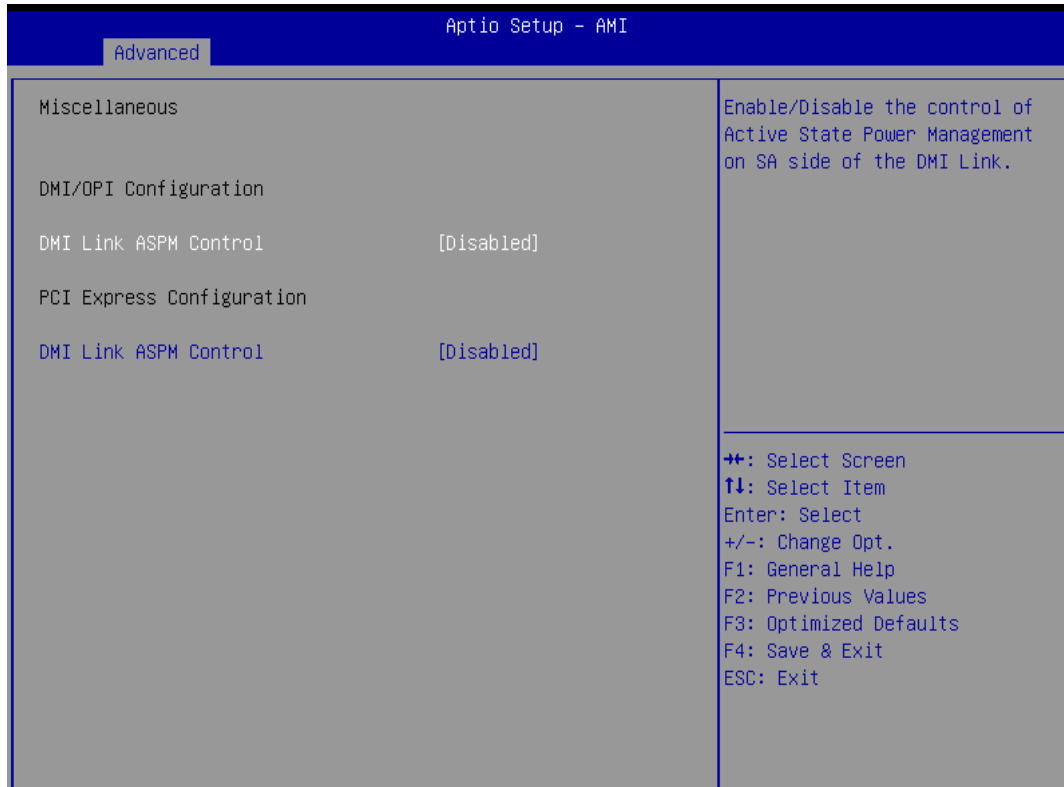 Aptio Setup – AMI
Advanced
Miscellaneous
DMI/OPI Configuration
DMI Link ASPM Control [Disabled]
PCI Express Configuration
DMI Link ASPM Control [Disabled]
Enable/Disable the control of
Active State Power Management
on SA side of the DMI Link.
→←: Select Screen
↑↓: Select Item
Enter: Select
+/-: Change Opt.
F1: General Help
F2: Previous Values
F3: Optimized Defaults
F4: Save & Exit
ESC: Exit